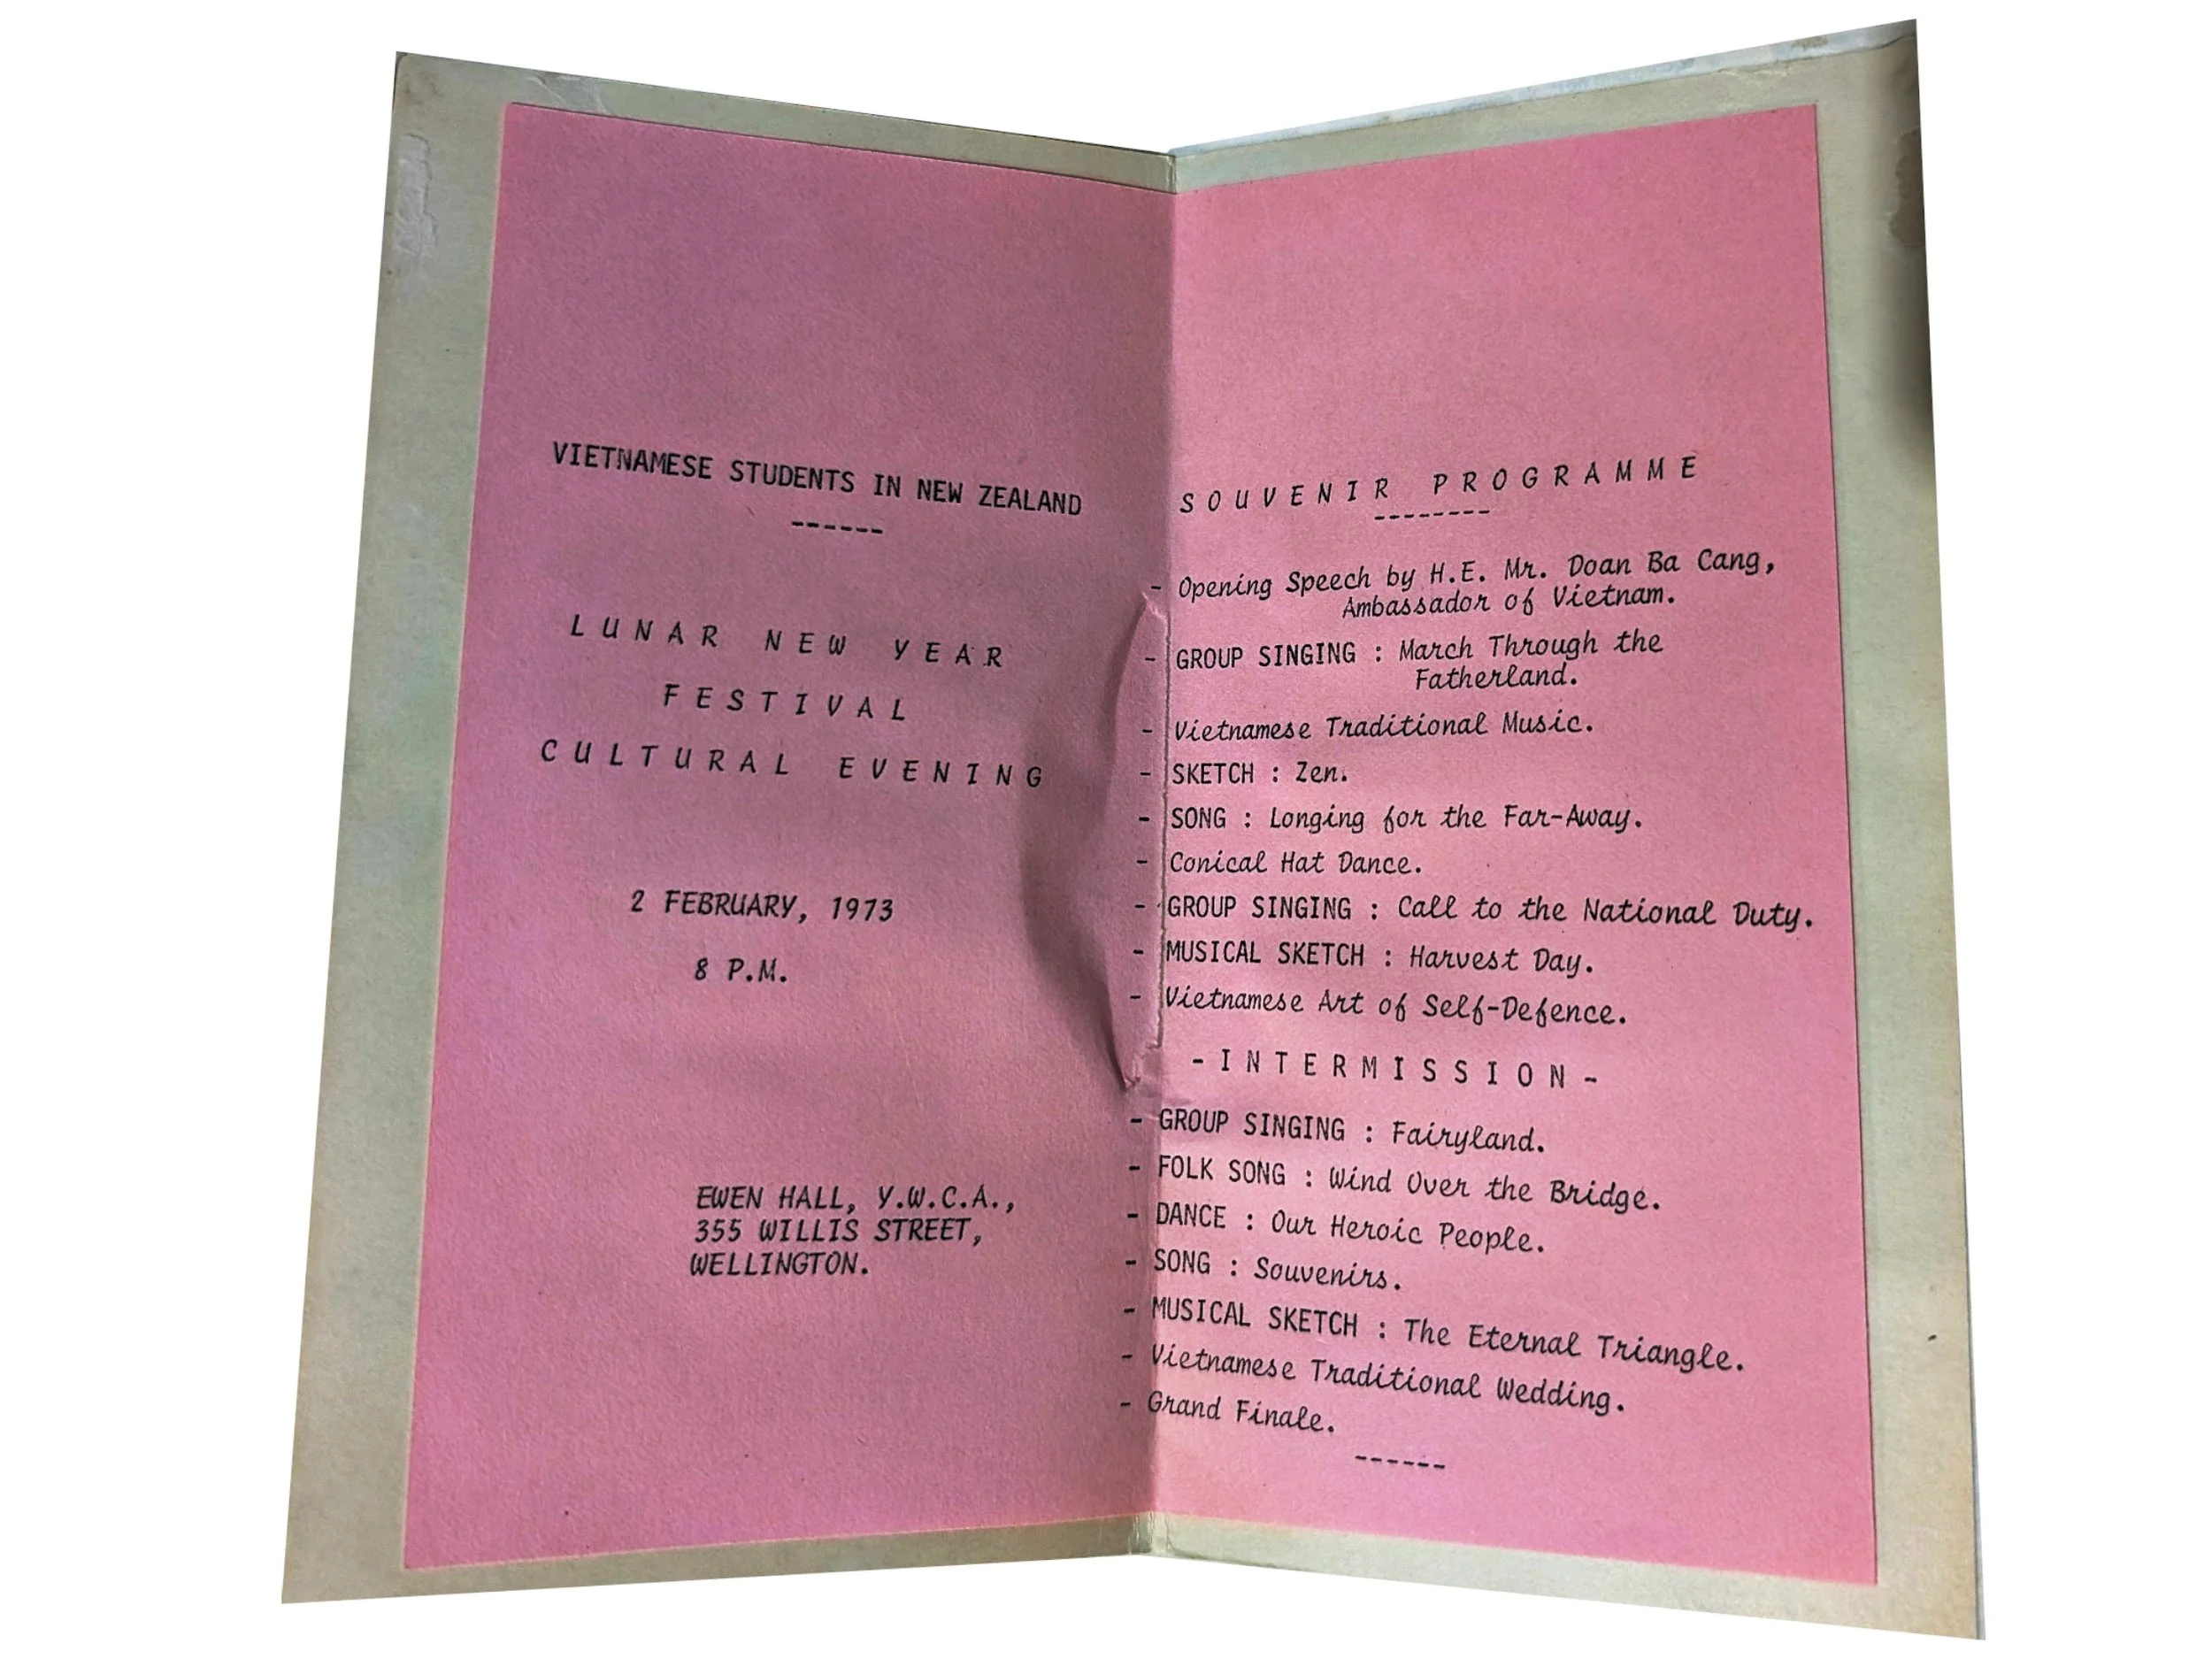 VIETNAMESE STUDENTS IN NEW ZEALAND
------
LUNAR NEW YEAR
FESTIVAL
CULTURAL EVENING
2 FEBRUARY, 1973
8 P.M.
EWEN HALL, Y.W.C.A.,
355 WILLIS STREET,
WELLINGTON.
SOUVENIR PROGRAMME
--------
- Opening Speech by H.E. Mr. Doan Ba Cang,
Ambassador of Vietnam.
- GROUP SINGING : March Through the
Fatherland.
- Vietnamese Traditional Music.
- SKETCH : Zen.
- SONG : Longing for the Far-Away.
- Conical Hat Dance.
- GROUP SINGING : Call to the National Duty.
- MUSICAL SKETCH : Harvest Day.
- Vietnamese Art of Self-Defence.
- INTERMISSION -
- GROUP SINGING : Fairyland.
- FOLK SONG : Wind Over the Bridge.
- DANCE : Our Heroic People.
- SONG : Souvenirs.
- MUSICAL SKETCH : The Eternal Triangle.
- Vietnamese Traditional Wedding.
- Grand Finale.
------